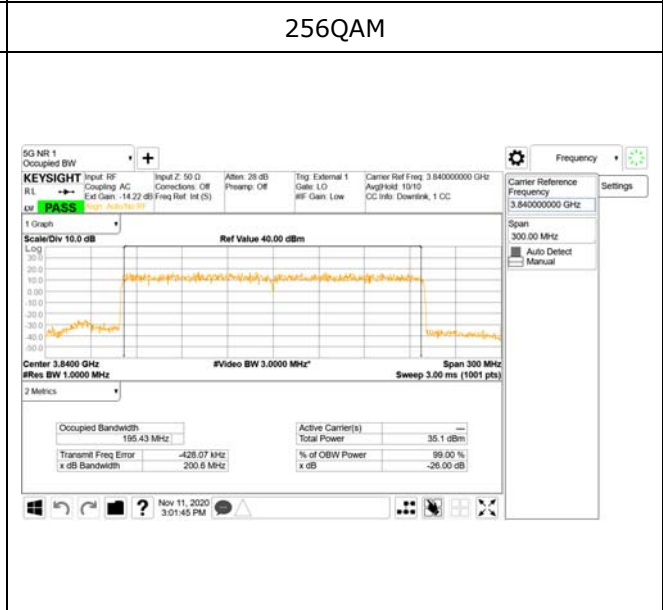 256QAM
5G NR 1
Occupied BW
Frequency
KEYSIGHT
Input: RF
Input Z: 50 Ω
Atten: 28 dB
Trig: External 1
Carrier Ref Freq: 3.840000000 GHz
RL
Coupling: AC
Corrections: Off
Preamp: Off
Gate: LO
Avg|Hold: 10/10
Ext Gain: -14.22 dB
Freq Ref: Int (S)
#IF Gain: Low
CC Info: Downlink, 1 CC
PASS
Align: Auto/No RF
Carrier Reference
Frequency
3.840000000 GHz
Settings
Span
300.00 MHz
Auto Detect
Manual
1 Graph
Scale/Div 10.0 dB
Ref Value 40.00 dBm
Log
30.0
20.0
10.0
0.00
-10.0
-20.0
-30.0
-40.0
-50.0
Center 3.8400 GHz
#Video BW 3.0000 MHz*
Span 300 MHz
#Res BW 1.0000 MHz
Sweep 3.00 ms (1001 pts)
2 Metrics
Occupied Bandwidth
195.43 MHz
Active Carrier(s)
---
Total Power
35.1 dBm
Transmit Freq Error
-428.07 kHz
% of OBW Power
99.00 %
x dB Bandwidth
200.6 MHz
x dB
-26.00 dB
?
Nov 11, 2020
3:01:45 PM